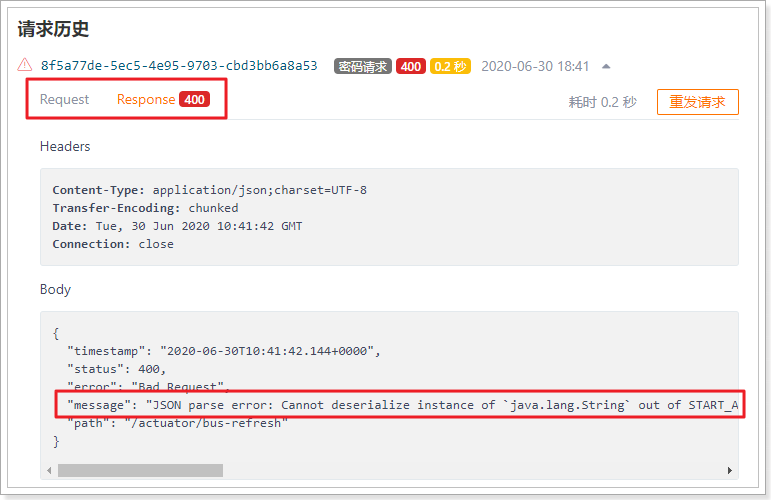 请求历史
8f5a77de-5ec5-4e95-9703-cbd3bb6a8a53 密码请求 400 0.2 秒 2020-06-30 18:41
Request Response 400 耗时 0.2 秒 重发请求
Headers
Content-Type: application/json;charset=UTF-8
Transfer-Encoding: chunked
Date: Tue, 30 Jun 2020 10:41:42 GMT
Connection: close
Body
{
"timestamp": "2020-06-30T10:41:42.144+0000",
"status": 400,
"error": "Bad Request",
"message": "JSON parse error: Cannot deserialize instance of `java.lang.String` out of START_A
"path": "/actuator/bus-refresh"
}